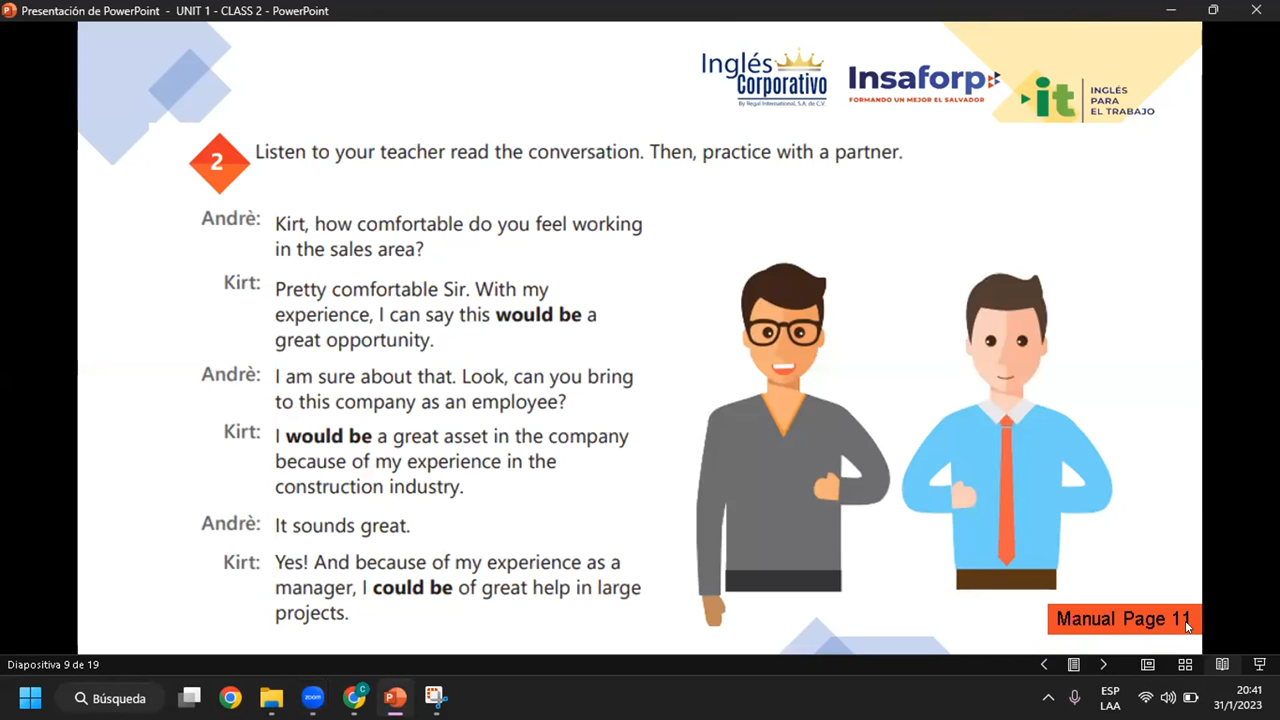 Presentación de PowerPoint - UNIT 1 - CLASS 2 - PowerPoint
Inglés
Corporativo
By Regal International, S.A. de C.V.
Insaforp
FORMANDO UN MEJOR EL SALVADOR
it
INGLÉS
PARA
EL TRABAJO
2
Listen to your teacher read the conversation. Then, practice with a partner.
Andrè: Kirt, how comfortable do you feel working
in the sales area?
Kirt: Pretty comfortable Sir. With my
experience, I can say this would be a
great opportunity.
Andrè: I am sure about that. Look, can you bring
to this company as an employee?
Kirt: I would be a great asset in the company
because of my experience in the
construction industry.
Andrè: It sounds great.
Kirt: Yes! And because of my experience as a
manager, I could be of great help in large
projects.
Manual Page 11
Diapositiva 9 de 19
Búsqueda
zoom
C
ESP
LAA
20:41
31/1/2023